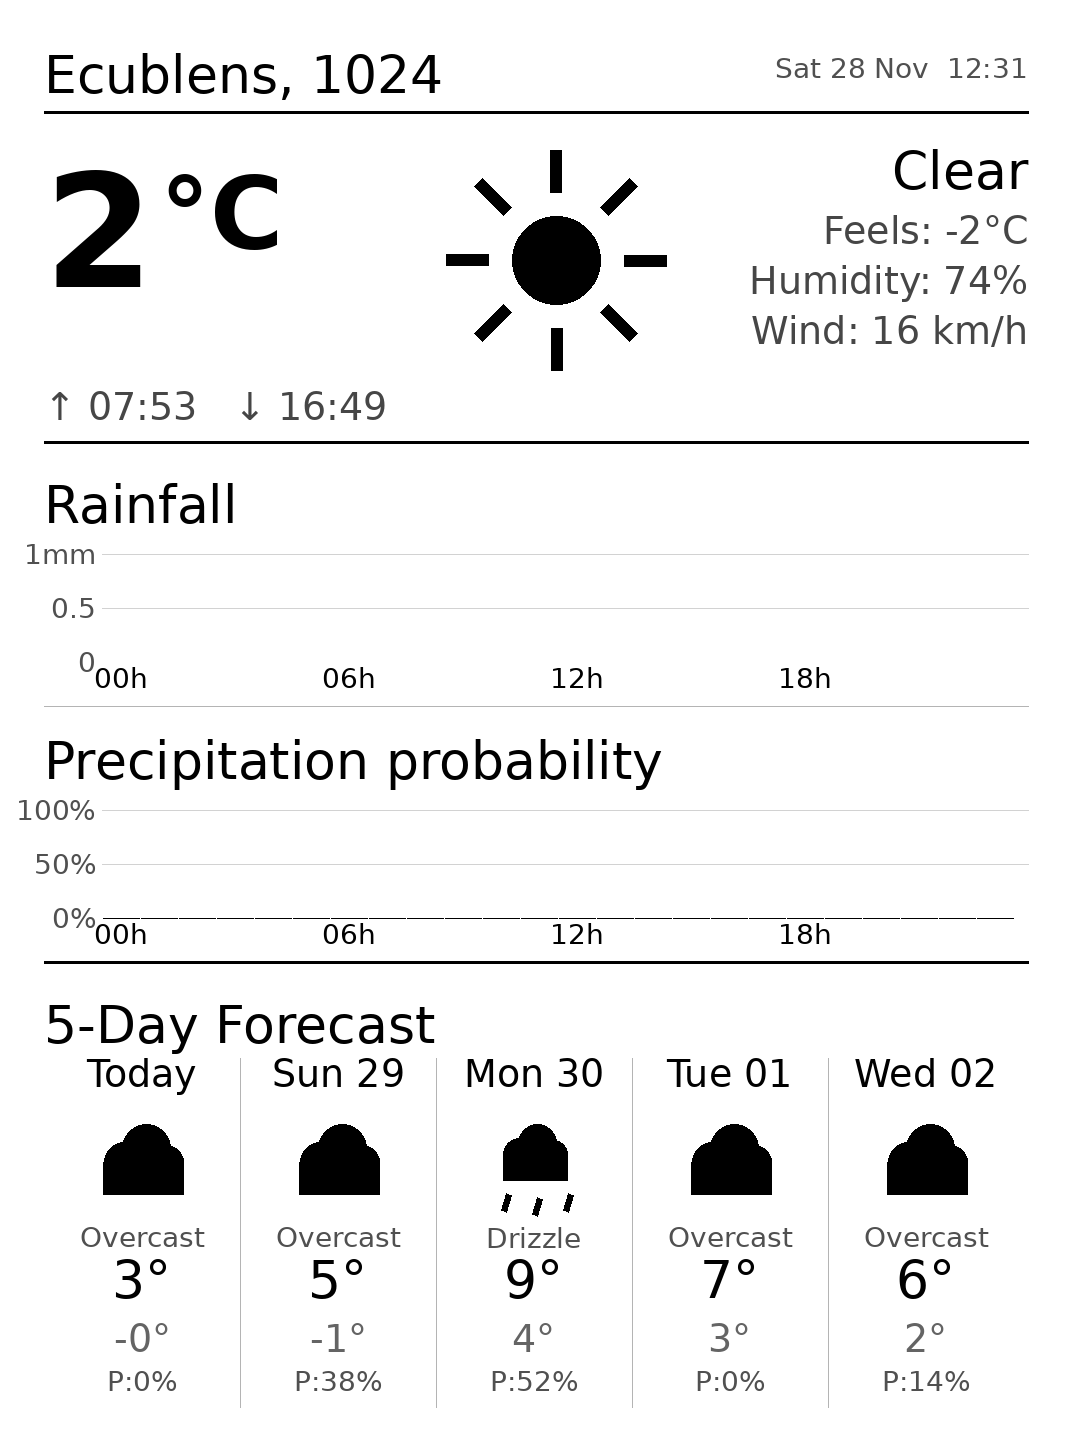 Ecublens, 1024
Sat 28 Nov 12:31
2°C
Clear
Feels: -2°C
Humidity: 74%
Wind: 16 km/h
↑ 07:53 ↓ 16:49
Rainfall
1mm
0.5
0
00h 06h 12h 18h
Precipitation probability
100%
50%
0%
00h 06h 12h 18h
5-Day Forecast
Today Sun 29 Mon 30 Tue 01 Wed 02
Overcast Overcast Drizzle Overcast Overcast
3° 5° 9° 7° 6°
-0° -1° 4° 3° 2°
P:0% P:38% P:52% P:0% P:14%